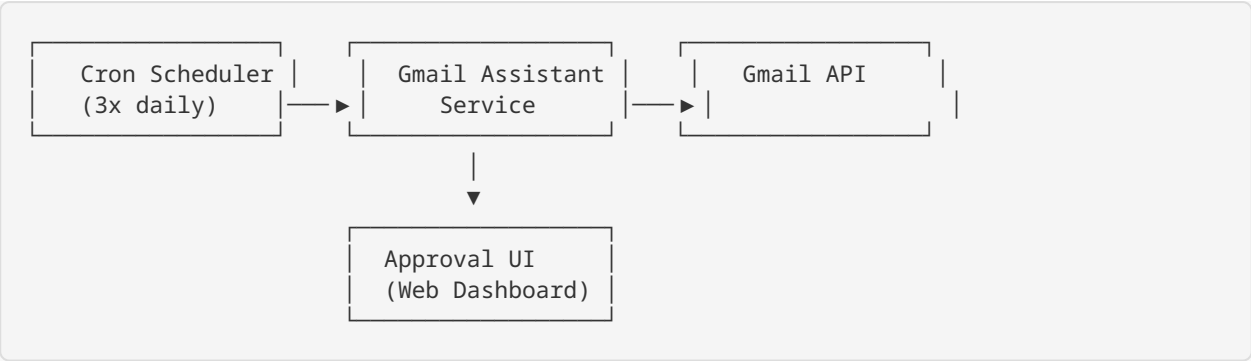 Cron Scheduler Gmail Assistant Gmail API
(3x daily) Service
Approval UI
(Web Dashboard)